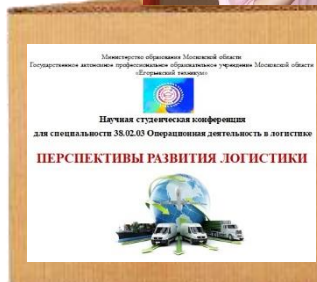 Министерство образования Московской области
Государственное автономное профессиональное образовательное учреждение Московской области
«Егорьевский техникум»
Научная студенческая конференция
для специальности 38.02.03 Операционная деятельность в логистике
ПЕРСПЕКТИВЫ РАЗВИТИЯ ЛОГИСТИКИ